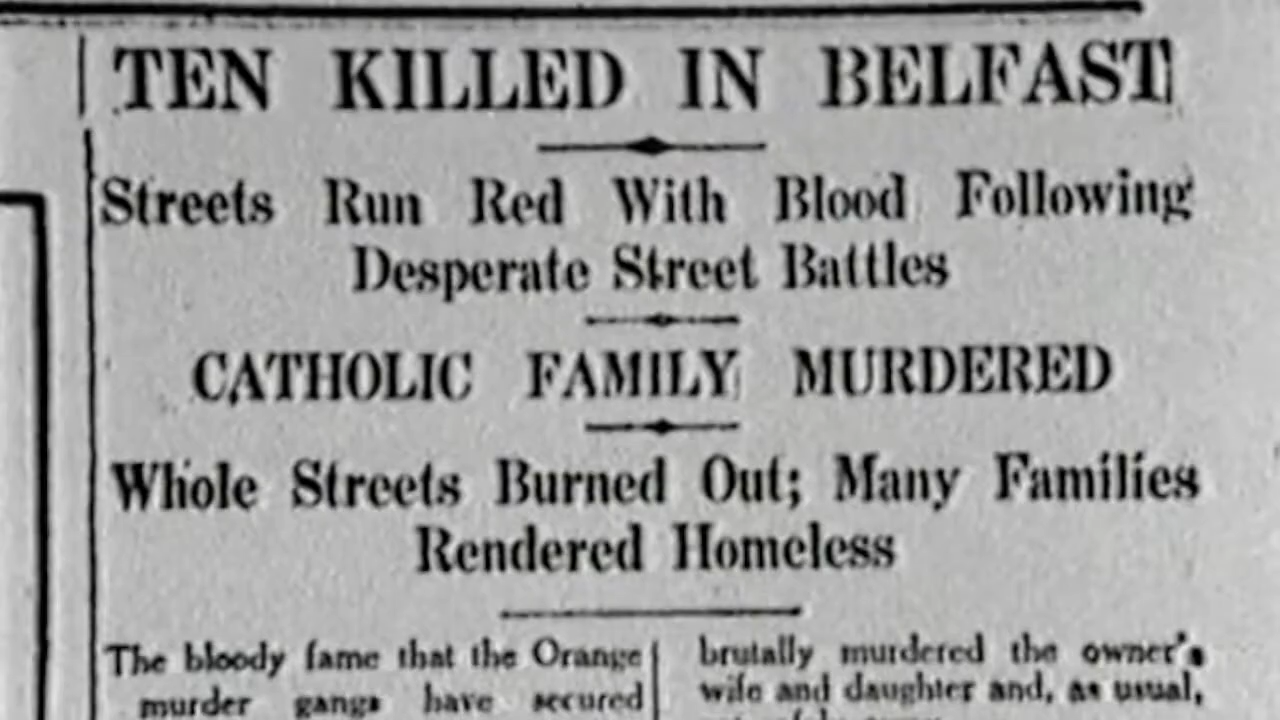 TEN KILLED IN BELFAST
Streets Run Red With Blood Following
Desperate Street Battles
CATHOLIC FAMILY MURDERED
Whole Streets Burned Out; Many Families
Rendered Homeless
The bloody fame that the Orange
murder gangs have secured
brutally murdered the owner's
wife and daughter and, as usual,